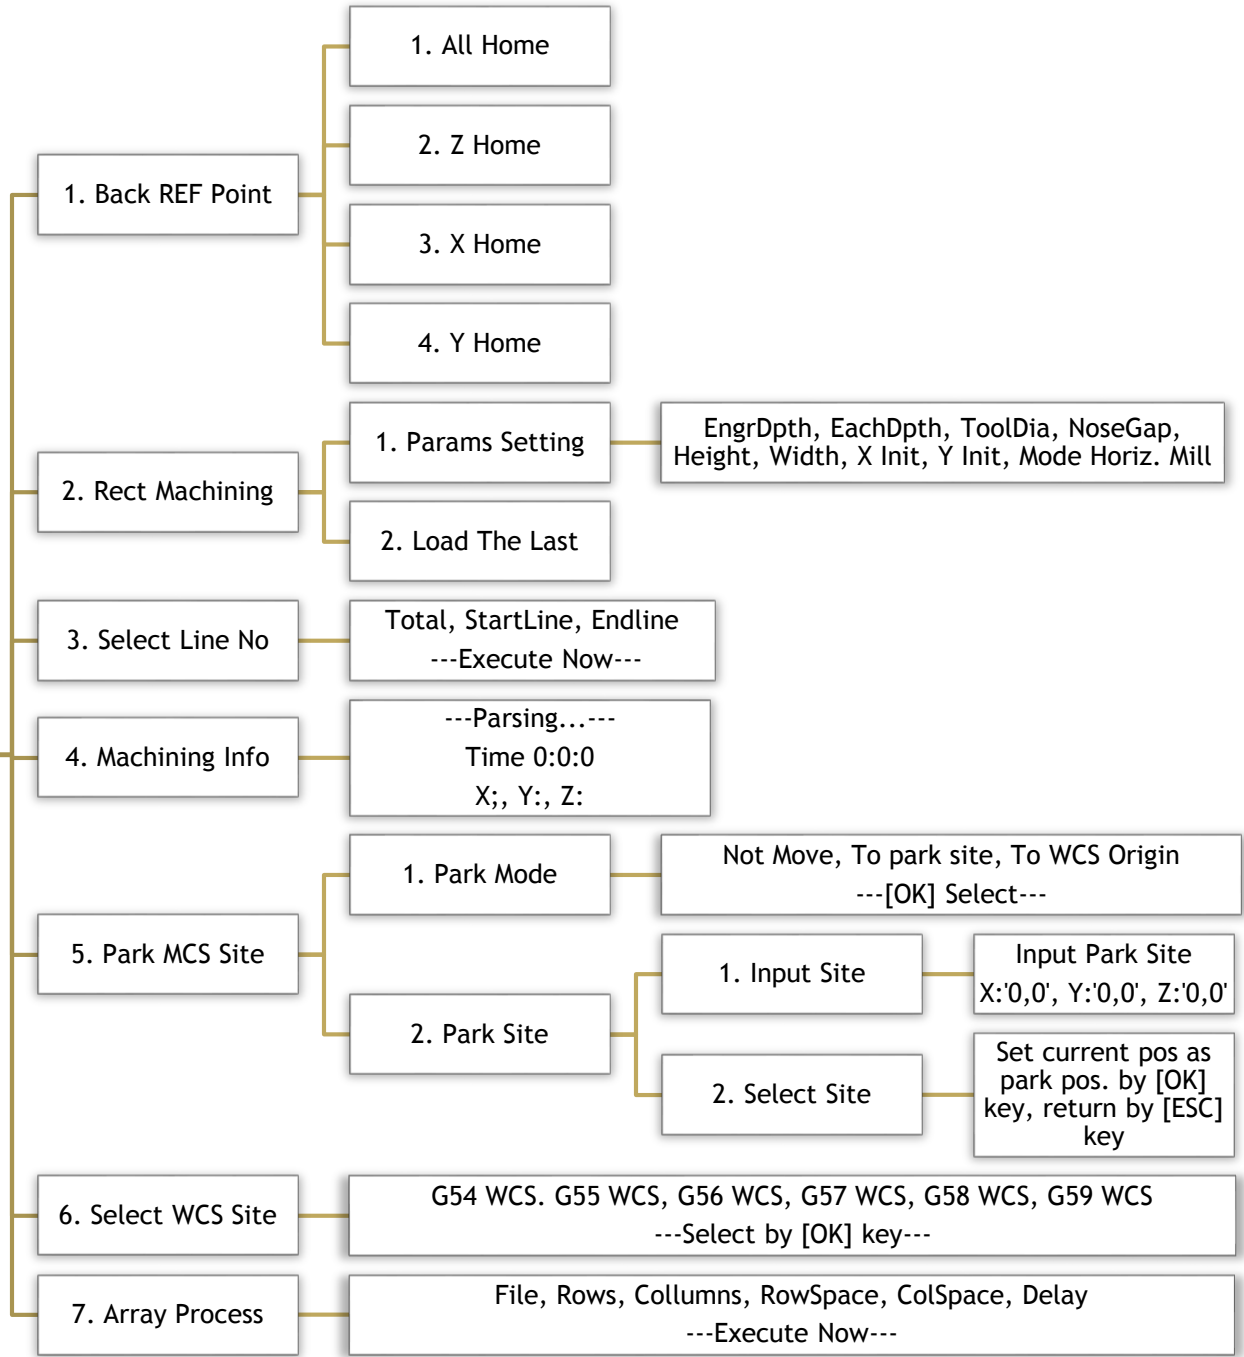 1. Back REF Point
1. All Home
2. Z Home
3. X Home
4. Y Home
2. Rect Machining
1. Params Setting
EngrDpth, EachDpth, ToolDia, NoseGap,
Height, Width, X Init, Y Init, Mode Horiz. Mill
2. Load The Last
3. Select Line No
Total, StartLine, Endline
---Execute Now---
4. Machining Info
---Parsing...---
Time 0:0:0
X;, Y:, Z:
5. Park MCS Site
1. Park Mode
Not Move, To park site, To WCS Origin
---[OK] Select---
2. Park Site
1. Input Site
Input Park Site
X:'0,0', Y:'0,0', Z:'0,0'
2. Select Site
Set current pos as
park pos. by [OK]
key, return by [ESC]
key
6. Select WCS Site
G54 WCS. G55 WCS, G56 WCS, G57 WCS, G58 WCS, G59 WCS
---Select by [OK] key---
7. Array Process
File, Rows, Collumns, RowSpace, ColSpace, Delay
---Execute Now---